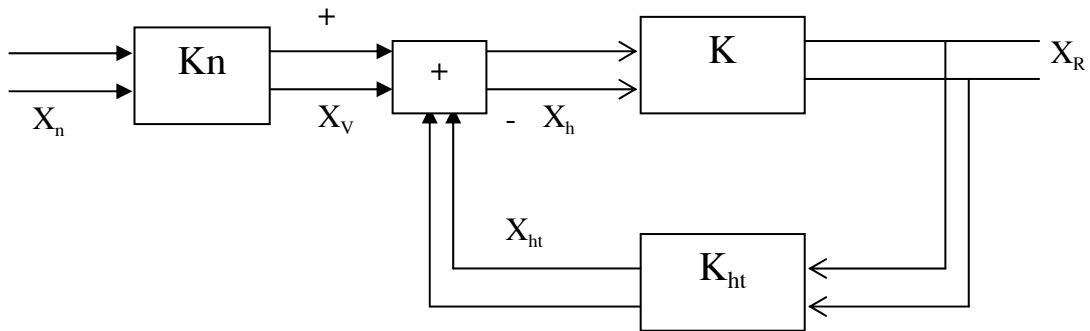 +
Kn
+
K
X_R
X_n
X_V
-
X_h
X_ht
K_ht